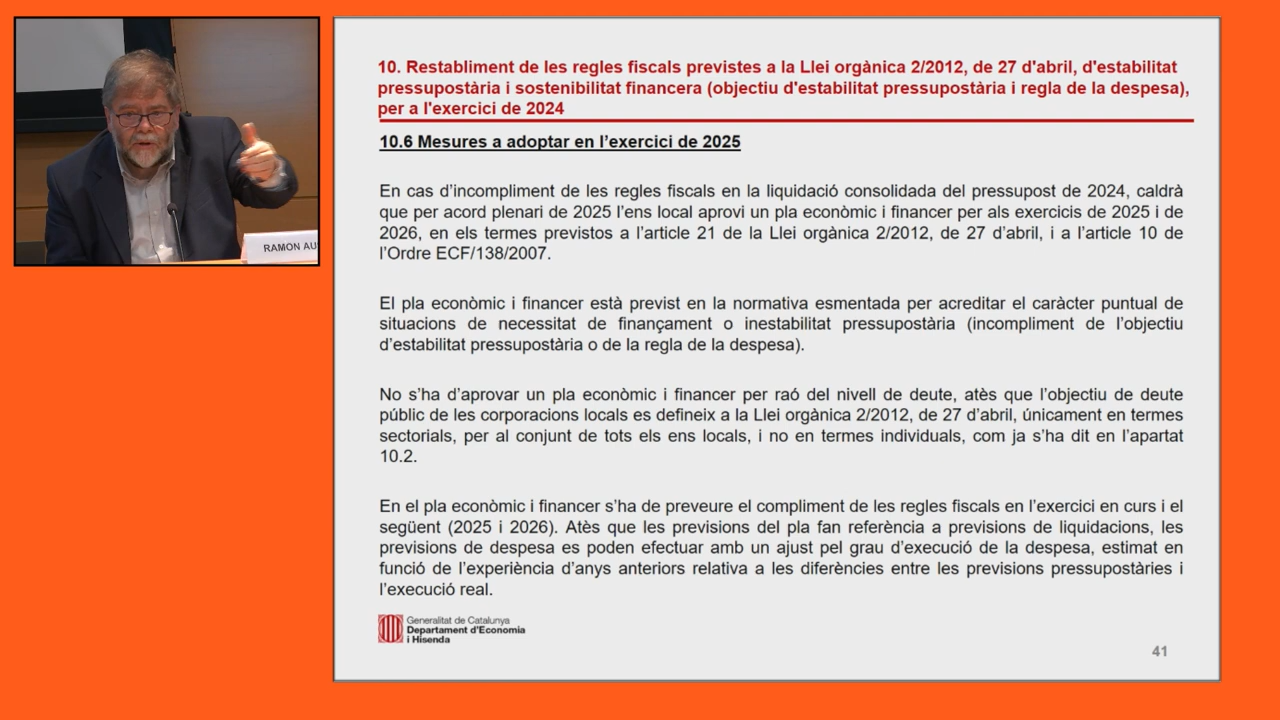 RAMON AU
10. Restabliment de les regles fiscals previstes a la Llei orgànica 2/2012, de 27 d'abril, d'estabilitat
pressupostària i sostenibilitat financera (objectiu d'estabilitat pressupostària i regla de la despesa),
per a l'exercici de 2024
10.6 Mesures a adoptar en l’exercici de 2025
En cas d’incompliment de les regles fiscals en la liquidació consolidada del pressupost de 2024, caldrà
que per acord plenari de 2025 l’ens local aprovi un pla econòmic i financer per als exercicis de 2025 i de
2026, en els termes previstos a l’article 21 de la Llei orgànica 2/2012, de 27 d’abril, i a l’article 10 de
l’Ordre ECF/138/2007.
El pla econòmic i financer està previst en la normativa esmentada per acreditar el caràcter puntual de
situacions de necessitat de finançament o inestabilitat pressupostària (incompliment de l’objectiu
d’estabilitat pressupostària o de la regla de la despesa).
No s’ha d’aprovar un pla econòmic i financer per raó del nivell de deute, atès que l’objectiu de deute
públic de les corporacions locals es defineix a la Llei orgànica 2/2012, de 27 d’abril, únicament en termes
sectorials, per al conjunt de tots els ens locals, i no en termes individuals, com ja s’ha dit en l’apartat
10.2.
En el pla econòmic i financer s’ha de preveure el compliment de les regles fiscals en l’exercici en curs i el
següent (2025 i 2026). Atès que les previsions del pla fan referència a previsions de liquidacions, les
previsions de despesa es poden efectuar amb un ajust pel grau d’execució de la despesa, estimat en
funció de l’experiència d’anys anteriors relativa a les diferències entre les previsions pressupostàries i
l’execució real.
Generalitat de Catalunya
Departament d'Economia
i Hisenda
41